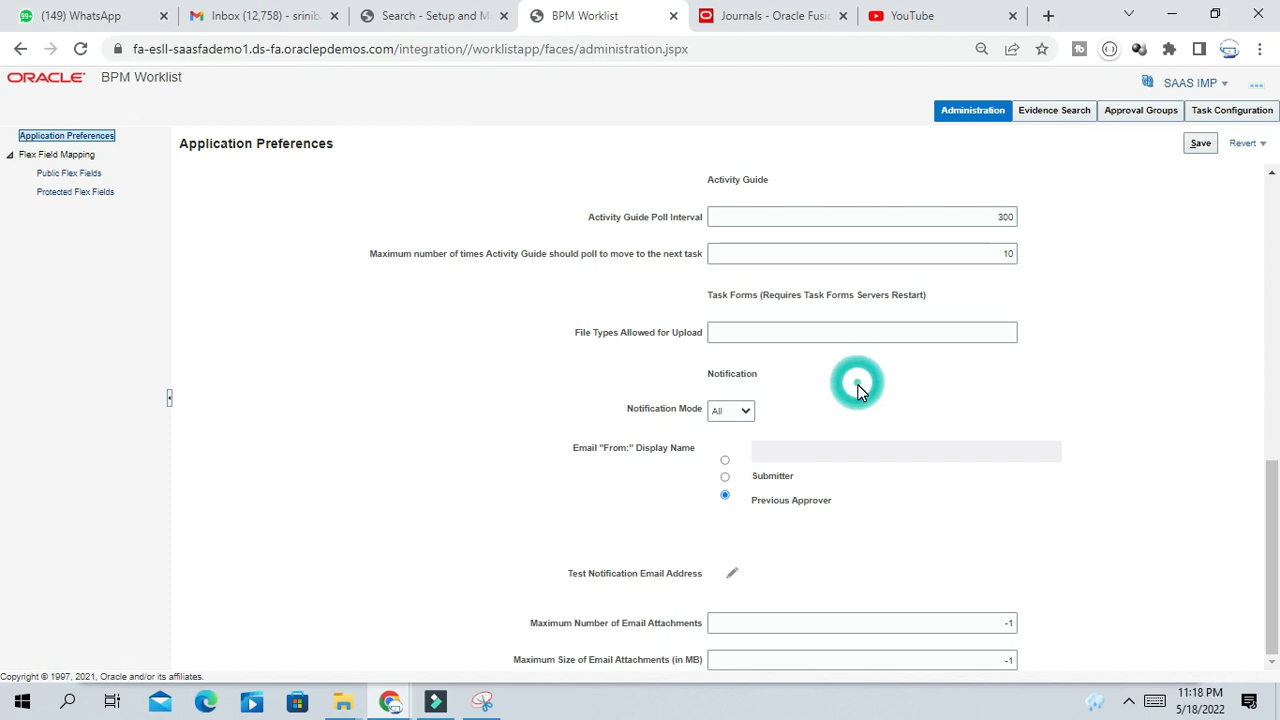 (149) WhatsApp
Inbox (12,758) - srinib
Search - Setup and M
BPM Worklist
Journals - Oracle Fusi
YouTube
fa-esll-saasfademo1.ds-fa.oraclepdemos.com/integration//worklistapp/faces/administration.jspx
ORACLE BPM Worklist
SAAS IMP
Administration
Evidence Search
Approval Groups
Task Configuration
Application Preferences
Flex Field Mapping
Public Flex Fields
Protected Flex Fields
Application Preferences
Save
Revert
Activity Guide
Activity Guide Poll Interval 300
Maximum number of times Activity Guide should poll to move to the next task 10
Task Forms (Requires Task Forms Servers Restart)
File Types Allowed for Upload
Notification
Notification Mode All
Email "From:" Display Name
Submitter
Previous Approver
Test Notification Email Address
Maximum Number of Email Attachments -1
Maximum Size of Email Attachments (in MB) -1
Copyright © 1997, 2021, Oracle and/or its affiliates.
11:18 PM
5/18/2022